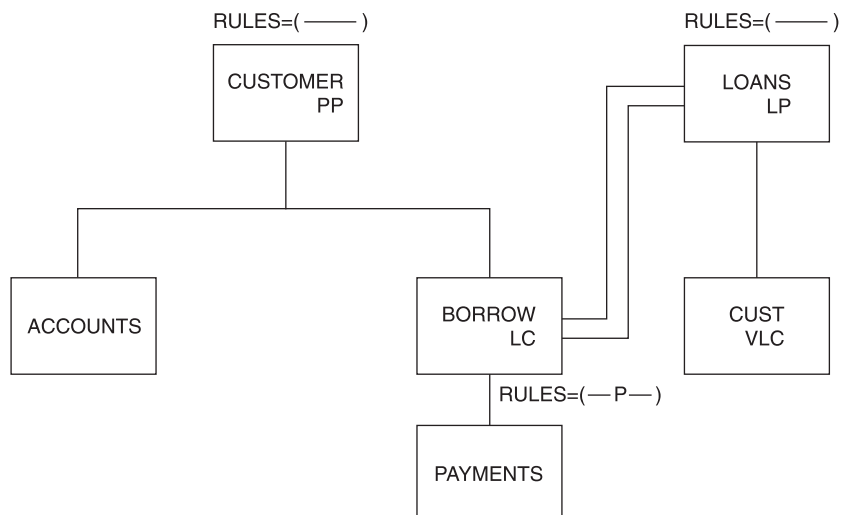 RULES=( —— )
RULES=( —— )
CUSTOMER
PP
LOANS
LP
ACCOUNTS
BORROW
LC
CUST
VLC
RULES=(—P—)
PAYMENTS